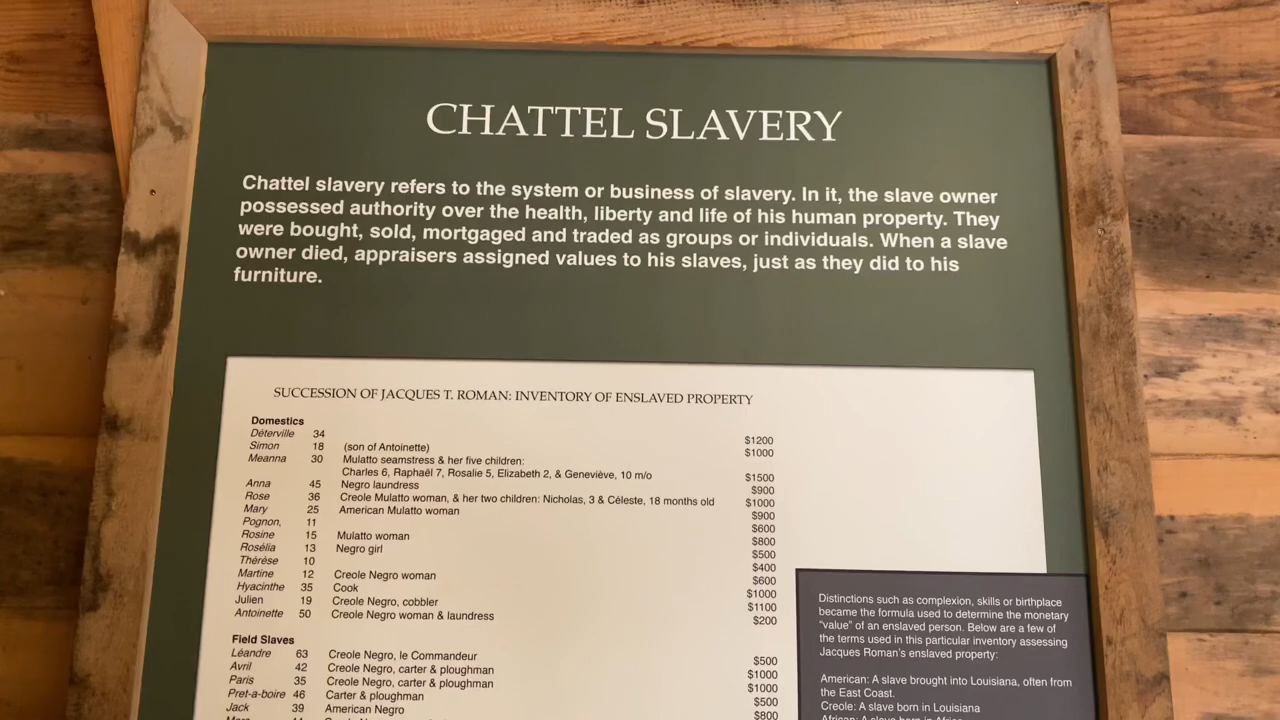 CHATTEL SLAVERY
Chattel slavery refers to the system or business of slavery. In it, the slave owner
possessed authority over the health, liberty and life of his human property. They
were bought, sold, mortgaged and traded as groups or individuals. When a slave
owner died, appraisers assigned values to his slaves, just as they did to his
furniture.
SUCCESSION OF JACQUES T. ROMAN: INVENTORY OF ENSLAVED PROPERTY
Domestics
Déterville 34 $1200
Simon 18 (son of Antoinette) $1000
Meanna 30 Mulatto seamstress & her five children:
Charles 6, Raphaël 7, Rosalie 5, Elizabeth 2, & Geneviève, 10 m/o $1500
Anna 45 Negro laundress $900
Rose 36 Creole Mulatto woman, & her two children: Nicholas, 3 & Céleste, 18 months old $1000
Mary 25 American Mulatto woman $900
Pognon, 11 $600
Rosine 15 Mulatto woman $800
Rosélia 13 Negro girl $500
Thérèse 10 $400
Martine 12 Creole Negro woman $600
Hyacinthe 35 Cook $1000
Julien 19 Creole Negro, cobbler $1100
Antoinette 50 Creole Negro woman & laundress $200
Field Slaves
Léandre 63 Creole Negro, le Commandeur $500
Avril 42 Creole Negro, carter & ploughman $1000
Paris 35 Creole Negro, carter & ploughman $1000
Pret-a-boire 46 Carter & ploughman $500
Jack 39 American Negro $800
Distinctions such as complexion, skills or birthplace
became the formula used to determine the monetary
"value" of an enslaved person. Below are a few of
the terms used in this particular inventory assessing
Jacques Roman's enslaved property:
American: A slave brought into Louisiana, often from
the East Coast.
Creole: A slave born in Louisiana
African: A slave born in Africa